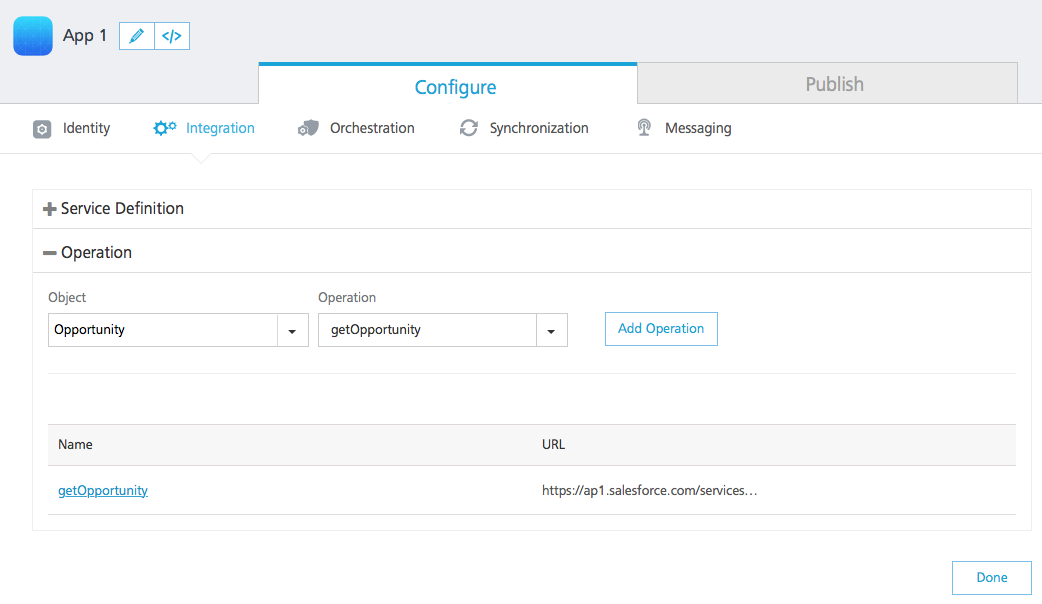 App 1 </>
Configure Publish
Identity Integration Orchestration Synchronization Messaging
Service Definition
Operation
Object Operation
Opportunity getOpportunity Add Operation
Name URL
getOpportunity https://ap1.salesforce.com/services...
Done